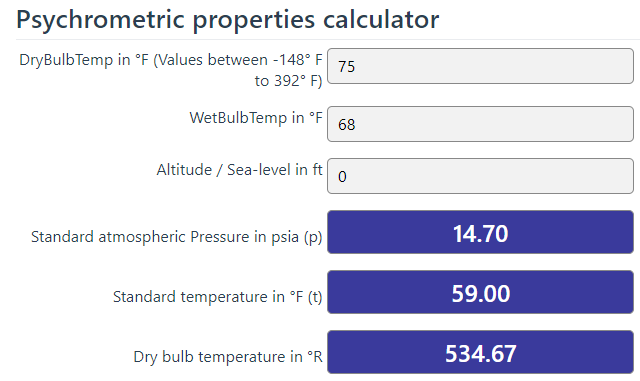 Psychrometric properties calculator
DryBulbTemp in °F (Values between -148° F
to 392° F)
75
WetBulbTemp in °F
68
Altitude / Sea-level in ft
0
Standard atmospheric Pressure in psia (p)
14.70
Standard temperature in °F (t)
59.00
Dry bulb temperature in °R
534.67